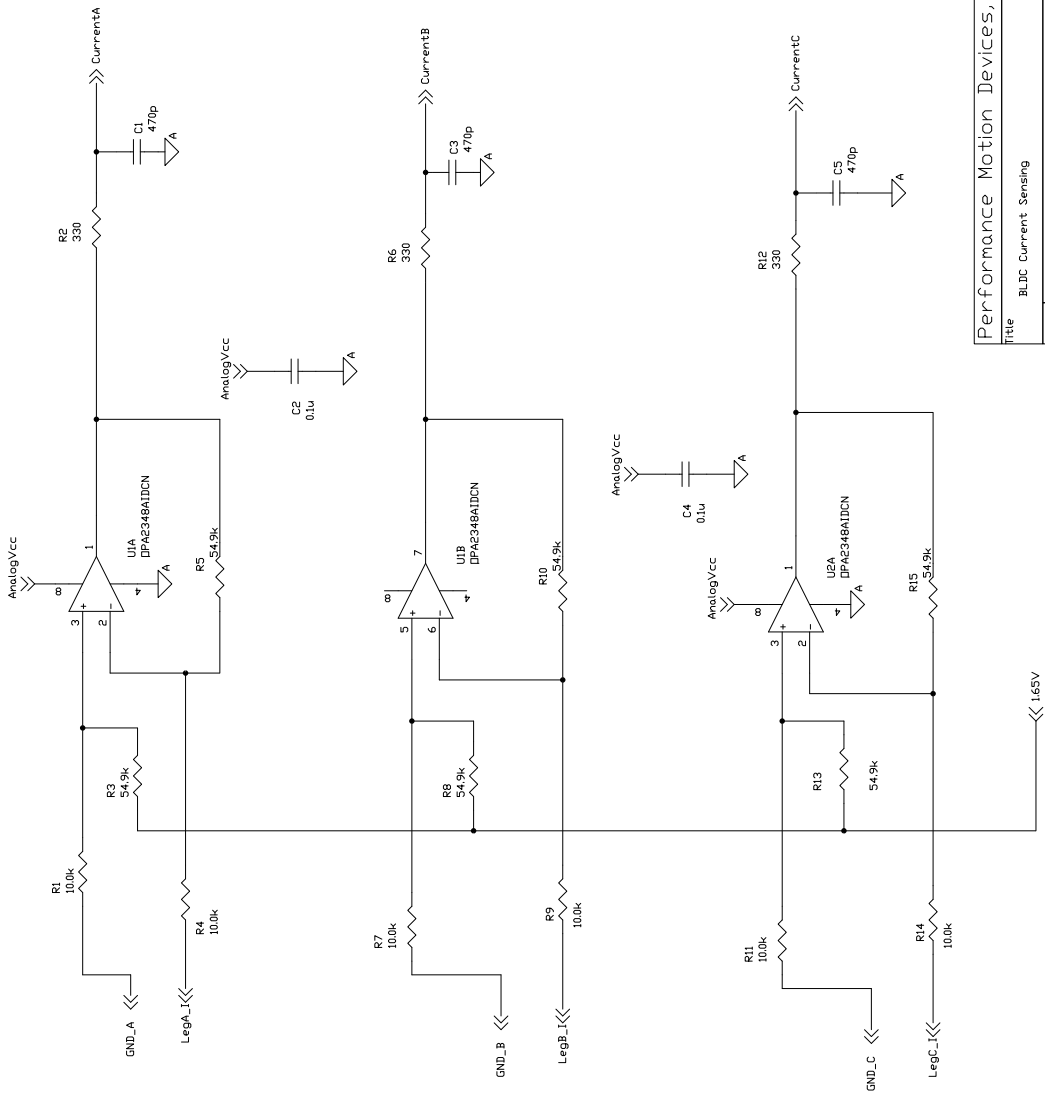 CurrentA
R2
330
C1
470p
A
AnalogVcc
8
U1A
OPA2348AIDCN
1
3
+
2
-
4
A
R5
54.9k
R3
54.9k
R1
10.0k
R4
10.0k
GND_A
LegA_I
AnalogVcc
C2
0.1u
A
CurrentB
R6
330
C3
470p
A
8
U1B
OPA2348AIDCN
7
5
+
6
-
4
R10
54.9k
R8
54.9k
R7
10.0k
R9
10.0k
GND_B
LegB_I
AnalogVcc
C4
0.1u
A
CurrentC
R12
330
C5
470p
A
AnalogVcc
8
U2A
OPA2348AIDCN
1
3
+
2
-
4
A
R15
54.9k
R13
54.9k
R11
10.0k
R14
10.0k
GND_C
LegC_I
1.65V
Performance Motion Devices,
Title
BLDC Current Sensing